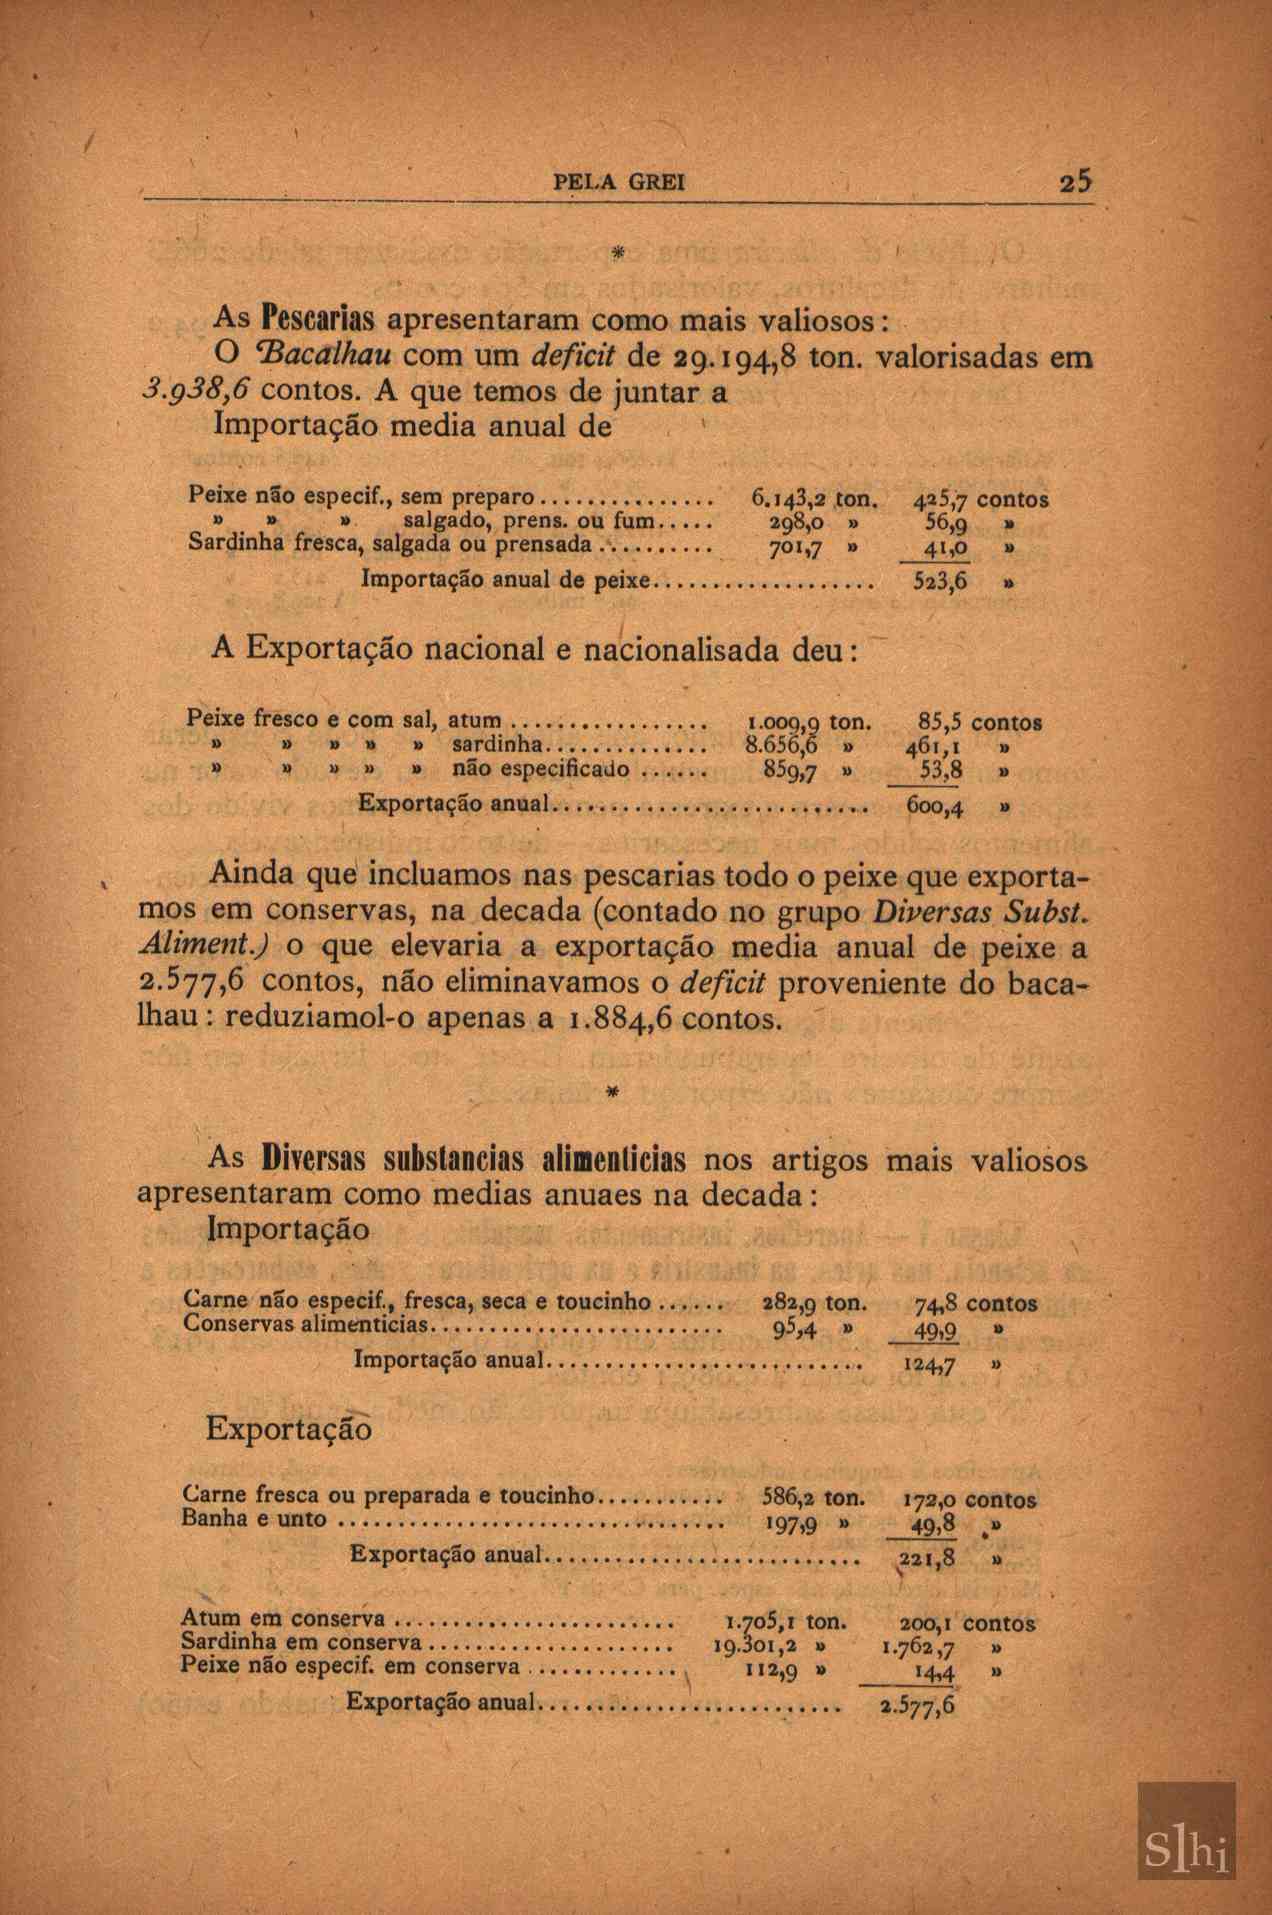 PELA GREI 25
*
As Pescarias apresentaram como mais valiosos:
O Bacalhau com um deficit de 29.194,8 ton. valorisadas em
3.938,6 contos. A que temos de juntar a
Importação media anual de
Peixe não especif., sem preparo............... 6.143,2 ton. 425,7 contos
» » » salgado, prens. ou fum..... 298,0 » 56,9 »
Sardinha fresca, salgada ou prensada.......... 701,7 » 41,0 »
Importação anual de peixe................... 523,6 »
A Exportação nacional e nacionalisada deu:
Peixe fresco e com sal, atum................. 1.009,9 ton. 85,5 contos
» » » » » sardinha.............. 8.656,6 » 461,1 »
» » » » » não especificado...... 859,7 » 53,8 »
Exportação anual........................... 600,4 »
Ainda que incluamos nas pescarias todo o peixe que exporta-
mos em conservas, na decada (contado no grupo Diversas Subst.
Aliment.) o que elevaria a exportação media anual de peixe a
2.577,6 contos, não eliminavamos o deficit proveniente do baca-
lhau: reduziamol-o apenas a 1.884,6 contos.
*
As Diversas substancias alimenticias nos artigos mais valiosos
apresentaram como medias anuaes na decada:
Importação
Carne não especif., fresca, seca e toucinho...... 282,9 ton. 74,8 contos
Conservas alimenticias......................... 95,4 » 49,9 »
Importação anual........................... 124,7 »
Exportação
Carne fresca ou preparada e toucinho........... 586,2 ton. 172,0 contos
Banha e unto................................. 197,9 » 49,8 »
Exportação anual........................... 221,8 »
Atum em conserva........................ 1.705,1 ton. 200,1 contos
Sardinha em conserva..................... 19.301,2 » 1.762,7 »
Peixe não especif. em conserva............. 112,9 » 14,4 »
Exportação anual.......................... 2.577,6
Slhi